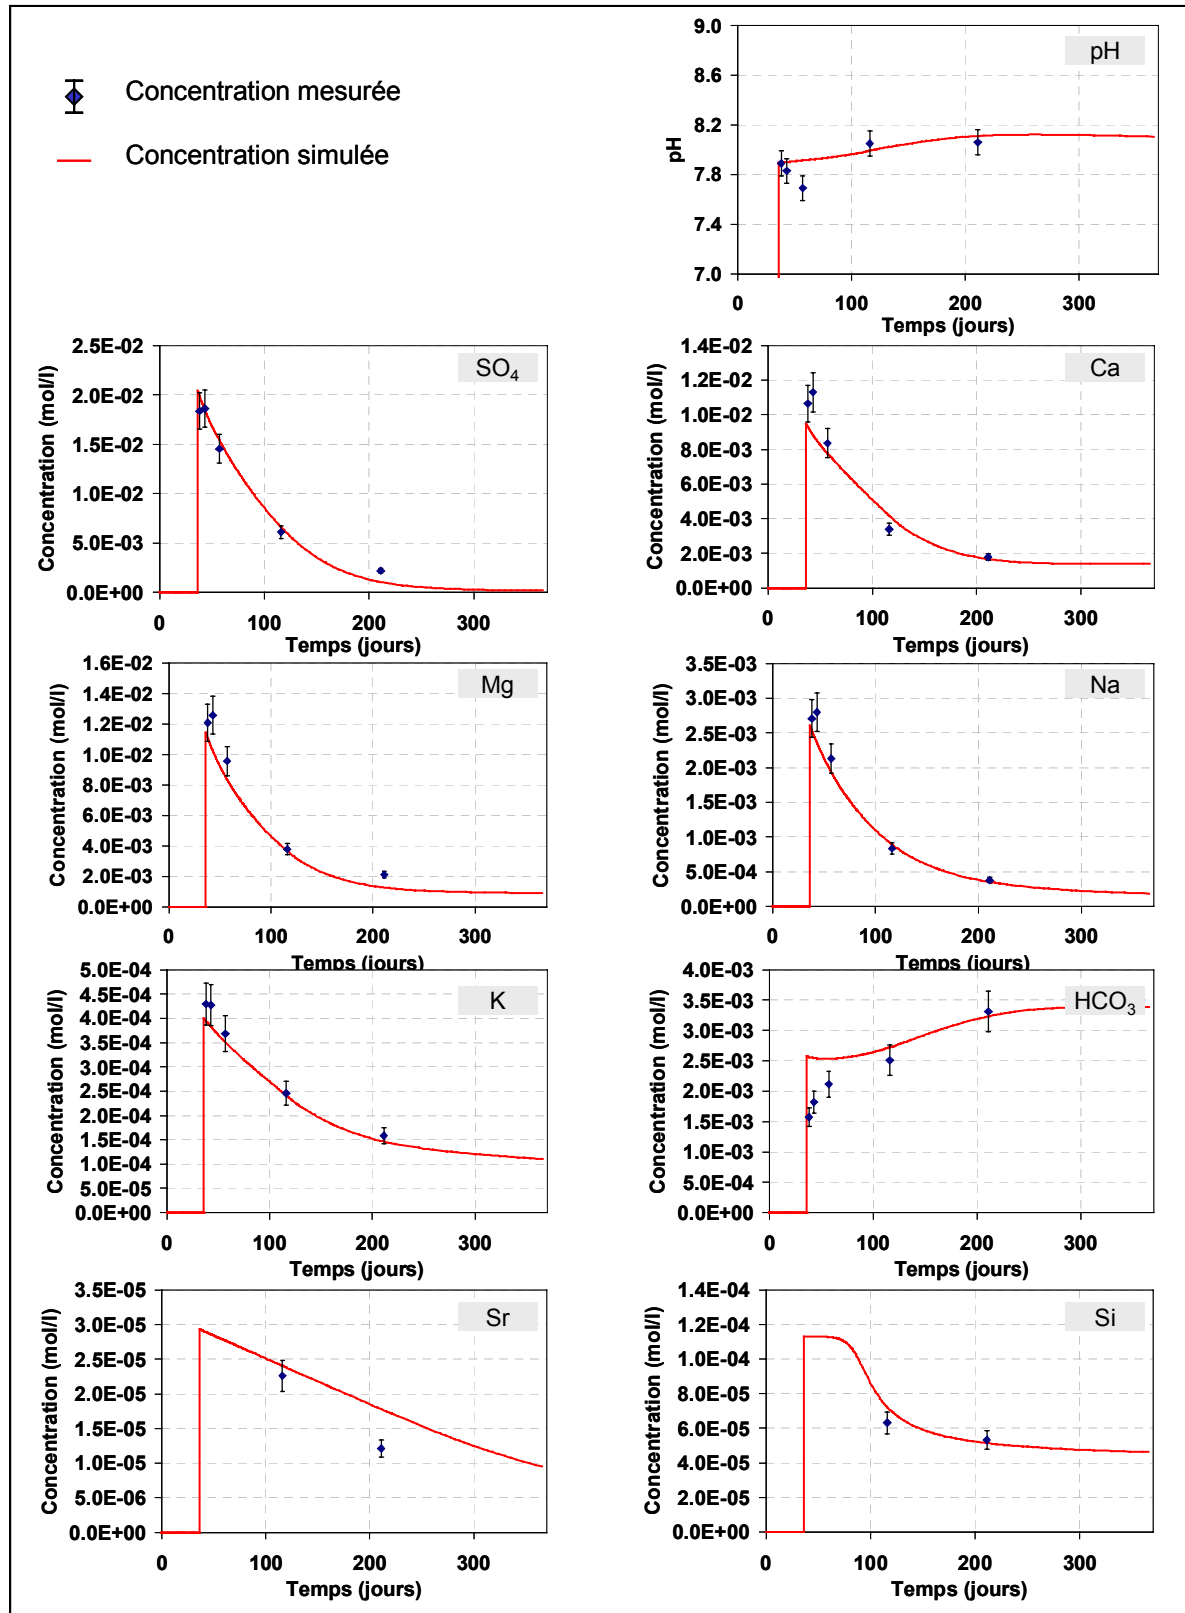 Concentration mesurée
Concentration simulée
pH
pH
9.0
8.6
8.2
7.8
7.4
7.0
0 100 200 300
Temps (jours)
SO4
Concentration (mol/l)
2.5E-02
2.0E-02
1.5E-02
1.0E-02
5.0E-03
0.0E+00
0 100 200 300
Temps (jours)
Ca
Concentration (mol/l)
1.4E-02
1.2E-02
1.0E-02
8.0E-03
6.0E-03
4.0E-03
2.0E-03
0.0E+00
0 100 200 300
Temps (jours)
Mg
Concentration (mol/l)
1.6E-02
1.4E-02
1.2E-02
1.0E-02
8.0E-03
6.0E-03
4.0E-03
2.0E-03
0.0E+00
0 100 200 300
Temps (jours)
Na
Concentration (mol/l)
3.5E-03
3.0E-03
2.5E-03
2.0E-03
1.5E-03
1.0E-03
5.0E-04
0.0E+00
0 100 200 300
Temps (jours)
K
Concentration (mol/l)
5.0E-04
4.5E-04
4.0E-04
3.5E-04
3.0E-04
2.5E-04
2.0E-04
1.5E-04
1.0E-04
5.0E-05
0.0E+00
0 100 200 300
Temps (jours)
HCO3
Concentration (mol/l)
4.0E-03
3.5E-03
3.0E-03
2.5E-03
2.0E-03
1.5E-03
1.0E-03
5.0E-04
0.0E+00
0 100 200 300
Temps (jours)
Sr
Concentration (mol/l)
3.5E-05
3.0E-05
2.5E-05
2.0E-05
1.5E-05
1.0E-05
5.0E-06
0.0E+00
0 100 200 300
Temps (jours)
Si
Concentration (mol/l)
1.4E-04
1.2E-04
1.0E-04
8.0E-05
6.0E-05
4.0E-05
2.0E-05
0.0E+00
0 100 200 300
Temps (jours)